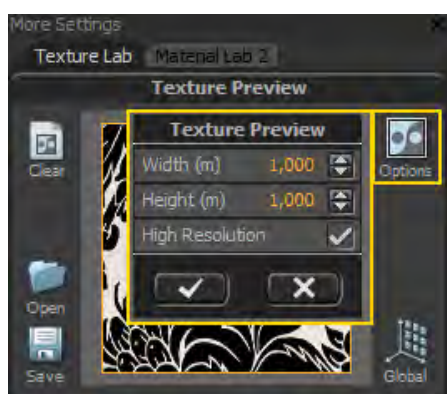 More Settings
Texture Lab Material Lab 2
Texture Preview
Clear
Options
Texture Preview
Width (m) 1,000
Height (m) 1,000
High Resolution
Open
Save
Global